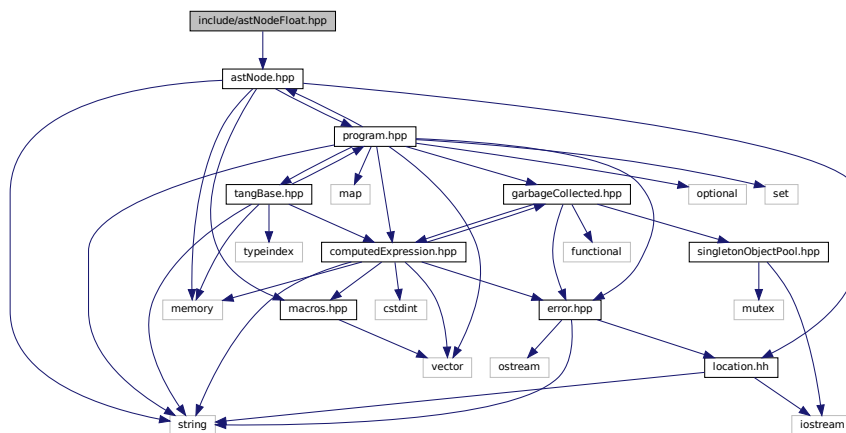 include/astNodeFloat.hpp
astNode.hpp
program.hpp
tangBase.hpp
map
garbageCollected.hpp
optional
set
typeindex
computedExpression.hpp
functional
singletonObjectPool.hpp
memory
macros.hpp
cstdint
error.hpp
mutex
vector
ostream
location.hh
string
iostream